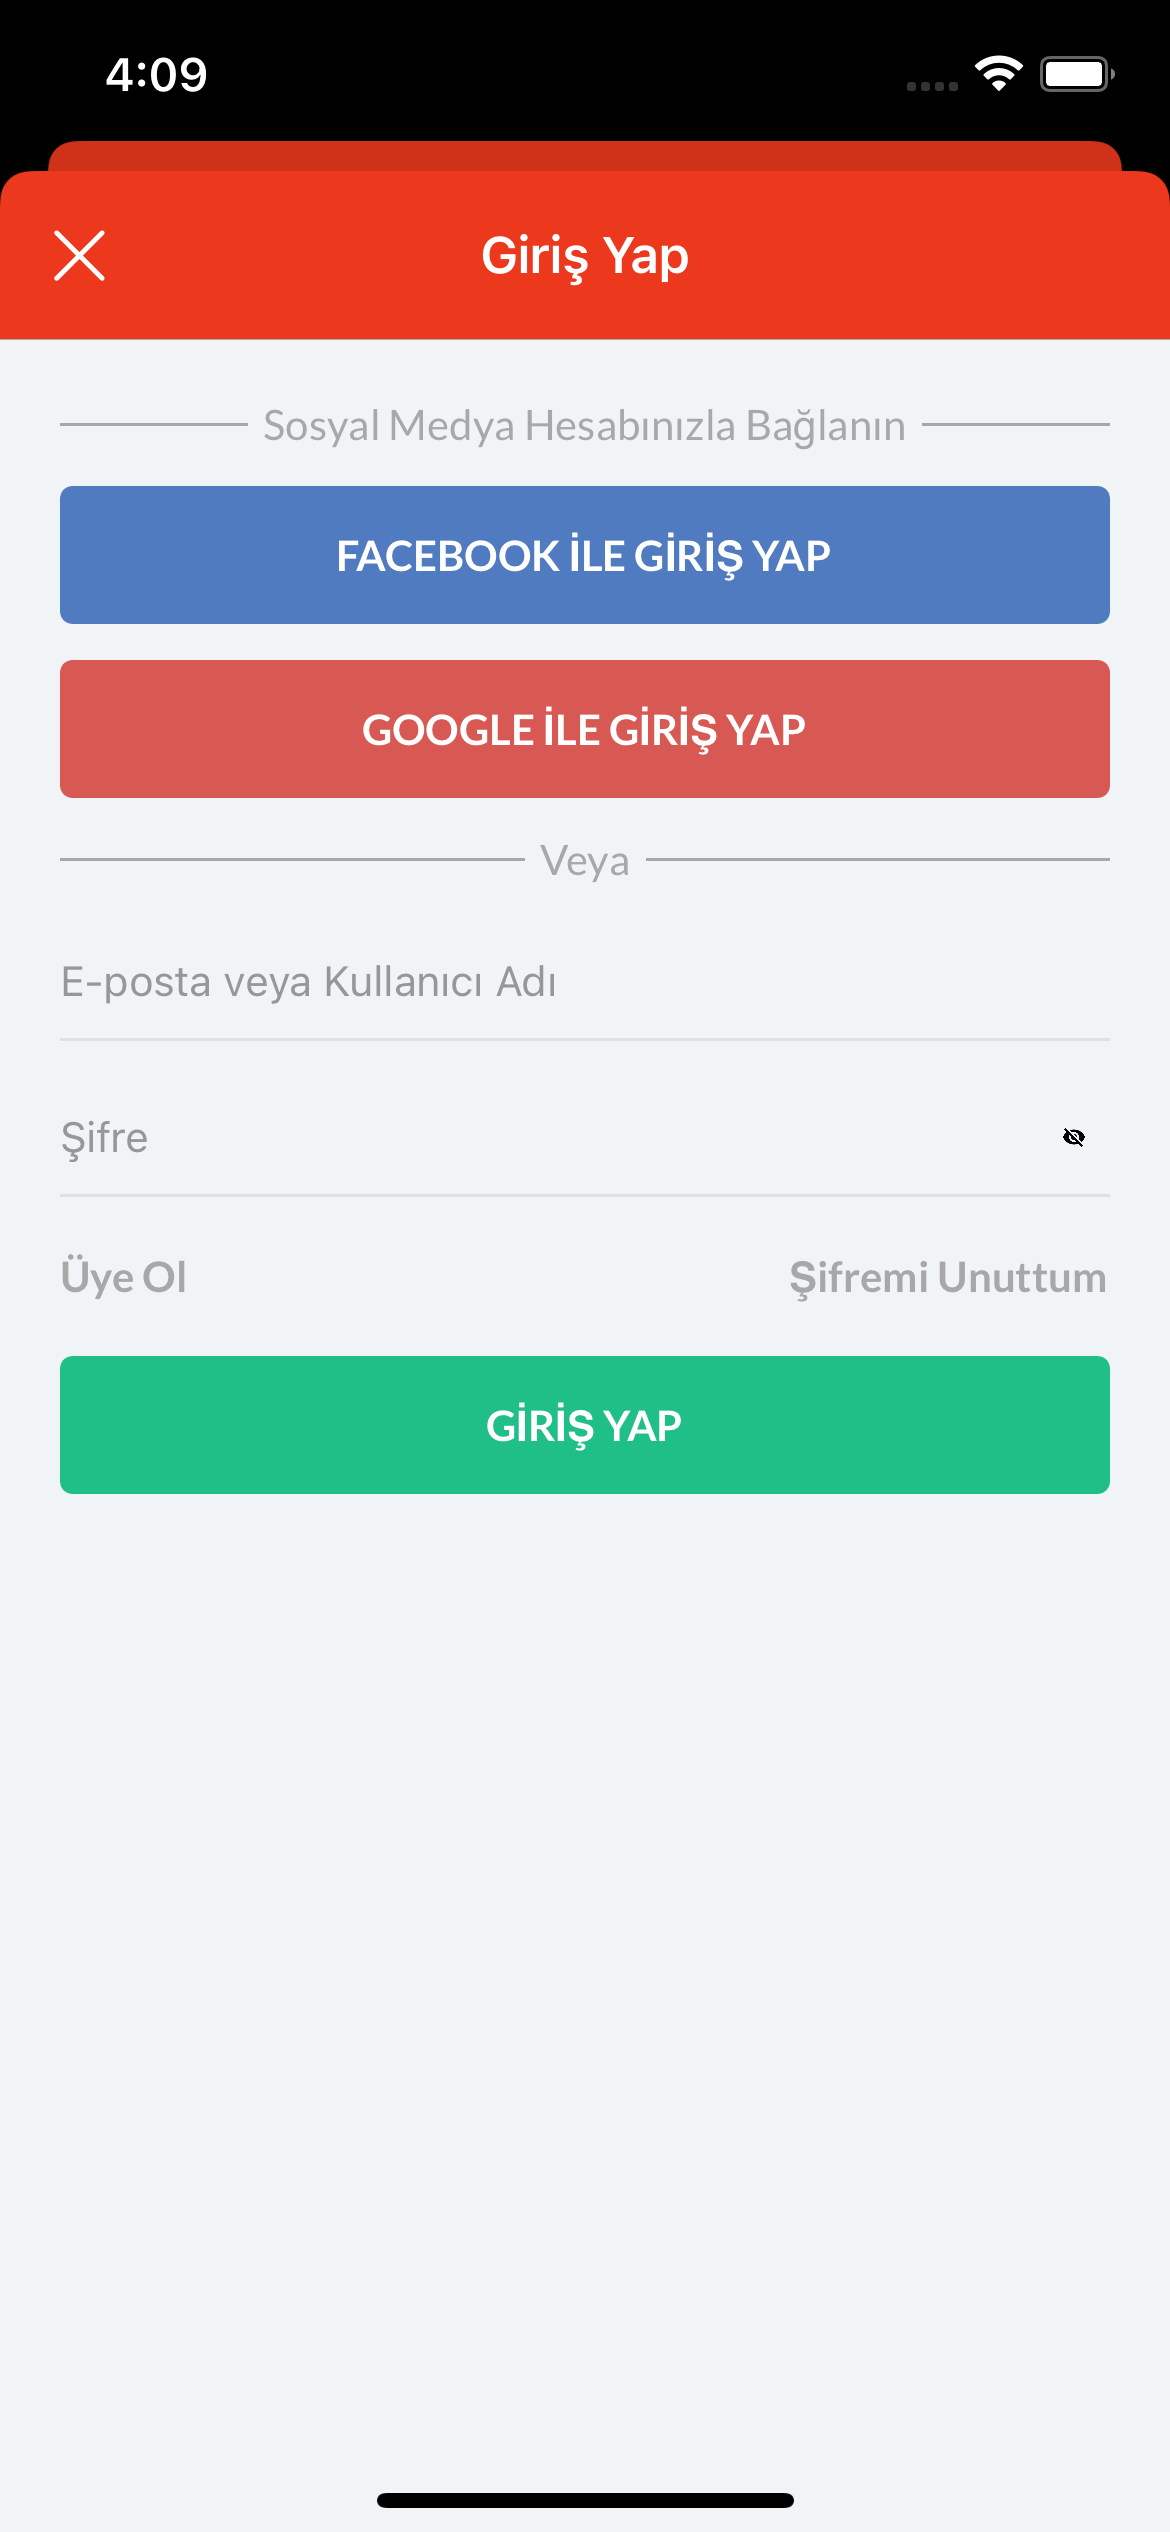 4:09
Giriş Yap
Sosyal Medya Hesabınızla Bağlanın
FACEBOOK İLE GİRİŞ YAP
GOOGLE İLE GİRİŞ YAP
Veya
E-posta veya Kullanıcı Adı
Şifre
Üye Ol Şifremi Unuttum
GİRİŞ YAP